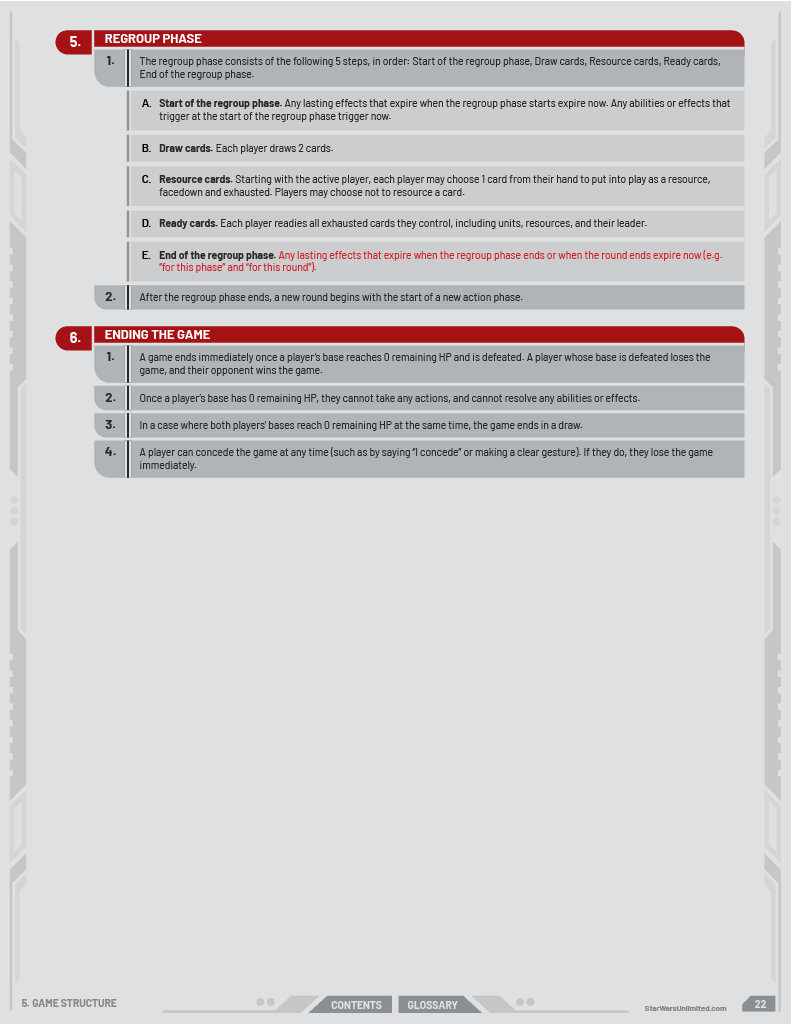 5. REGROUP PHASE
1. The regroup phase consists of the following 5 steps, in order: Start of the regroup phase, Draw cards, Resource cards, Ready cards,
End of the regroup phase.
A. Start of the regroup phase. Any lasting effects that expire when the regroup phase starts expire now. Any abilities or effects that
trigger at the start of the regroup phase trigger now.
B. Draw cards. Each player draws 2 cards.
C. Resource cards. Starting with the active player, each player may choose 1 card from their hand to put into play as a resource,
facedown and exhausted. Players may choose not to resource a card.
D. Ready cards. Each player readies all exhausted cards they control, including units, resources, and their leader.
E. End of the regroup phase. Any lasting effects that expire when the regroup phase ends or when the round ends expire now (e.g.
“for this phase” and “for this round”).
2. After the regroup phase ends, a new round begins with the start of a new action phase.
6. ENDING THE GAME
1. A game ends immediately once a player’s base reaches 0 remaining HP and is defeated. A player whose base is defeated loses the
game, and their opponent wins the game.
2. Once a player’s base has 0 remaining HP, they cannot take any actions, and cannot resolve any abilities or effects.
3. In a case where both players’ bases reach 0 remaining HP at the same time, the game ends in a draw.
4. A player can concede the game at any time (such as by saying “I concede” or making a clear gesture). If they do, they lose the game
immediately.
5. GAME STRUCTURE
CONTENTS
GLOSSARY
StarWarsUnlimited.com
22